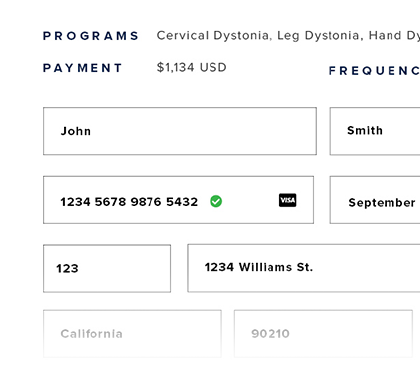 PROGRAMS Cervical Dystonia, Leg Dystonia, Hand Dy
PAYMENT $1,134 USD FREQUENC
John Smith
1234 5678 9876 5432 VISA September
123 1234 Williams St.
California 90210